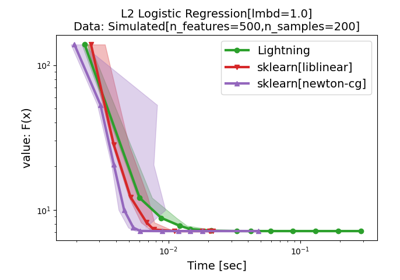 L2 Logistic Regression[lmbd=1.0]
Data: Simulated[n_features=500,n_samples=200]
Lightning
sklearn[liblinear]
sklearn[newton-cg]
value: F(x)
10²
10¹
10⁻²
10⁻¹
Time [sec]